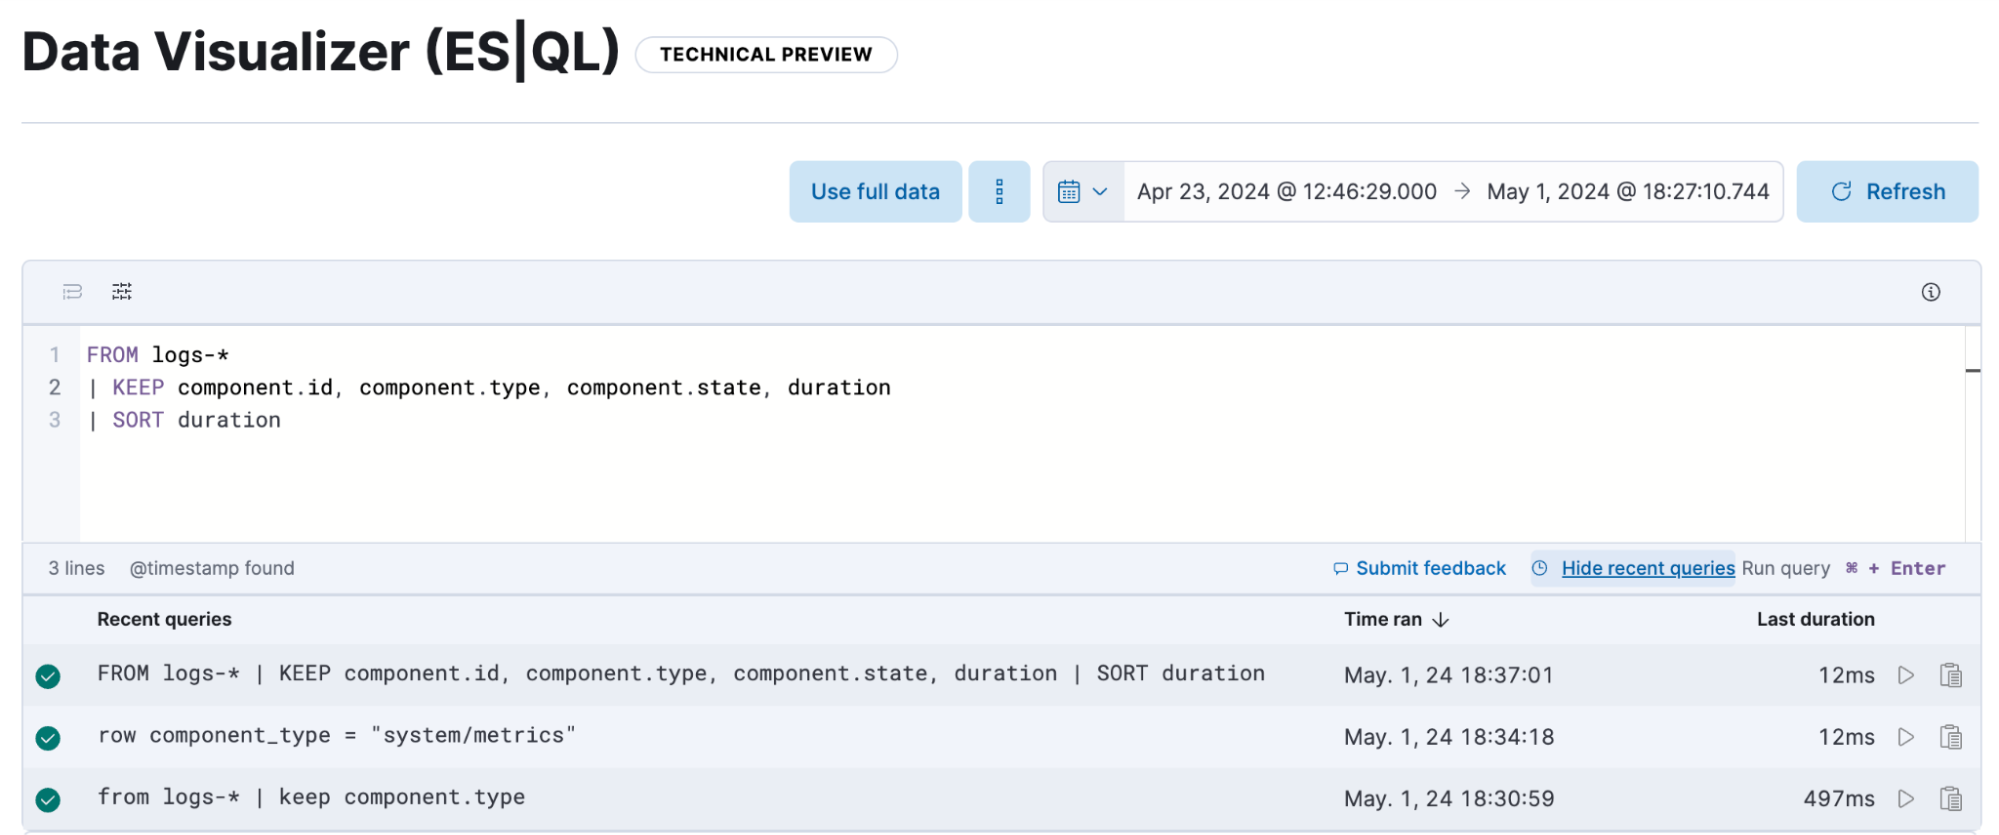 Data Visualizer (ES|QL) TECHNICAL PREVIEW
Use full data Apr 23, 2024 @ 12:46:29.000 → May 1, 2024 @ 18:27:10.744 Refresh
1 FROM logs-*
2 | KEEP component.id, component.type, component.state, duration
3 | SORT duration
3 lines @timestamp found Submit feedback Hide recent queries Run query ⌘ + Enter
Recent queries Time ran ↓ Last duration
FROM logs-* | KEEP component.id, component.type, component.state, duration | SORT duration May. 1, 24 18:37:01 12ms
row component_type = "system/metrics" May. 1, 24 18:34:18 12ms
from logs-* | keep component.type May. 1, 24 18:30:59 497ms